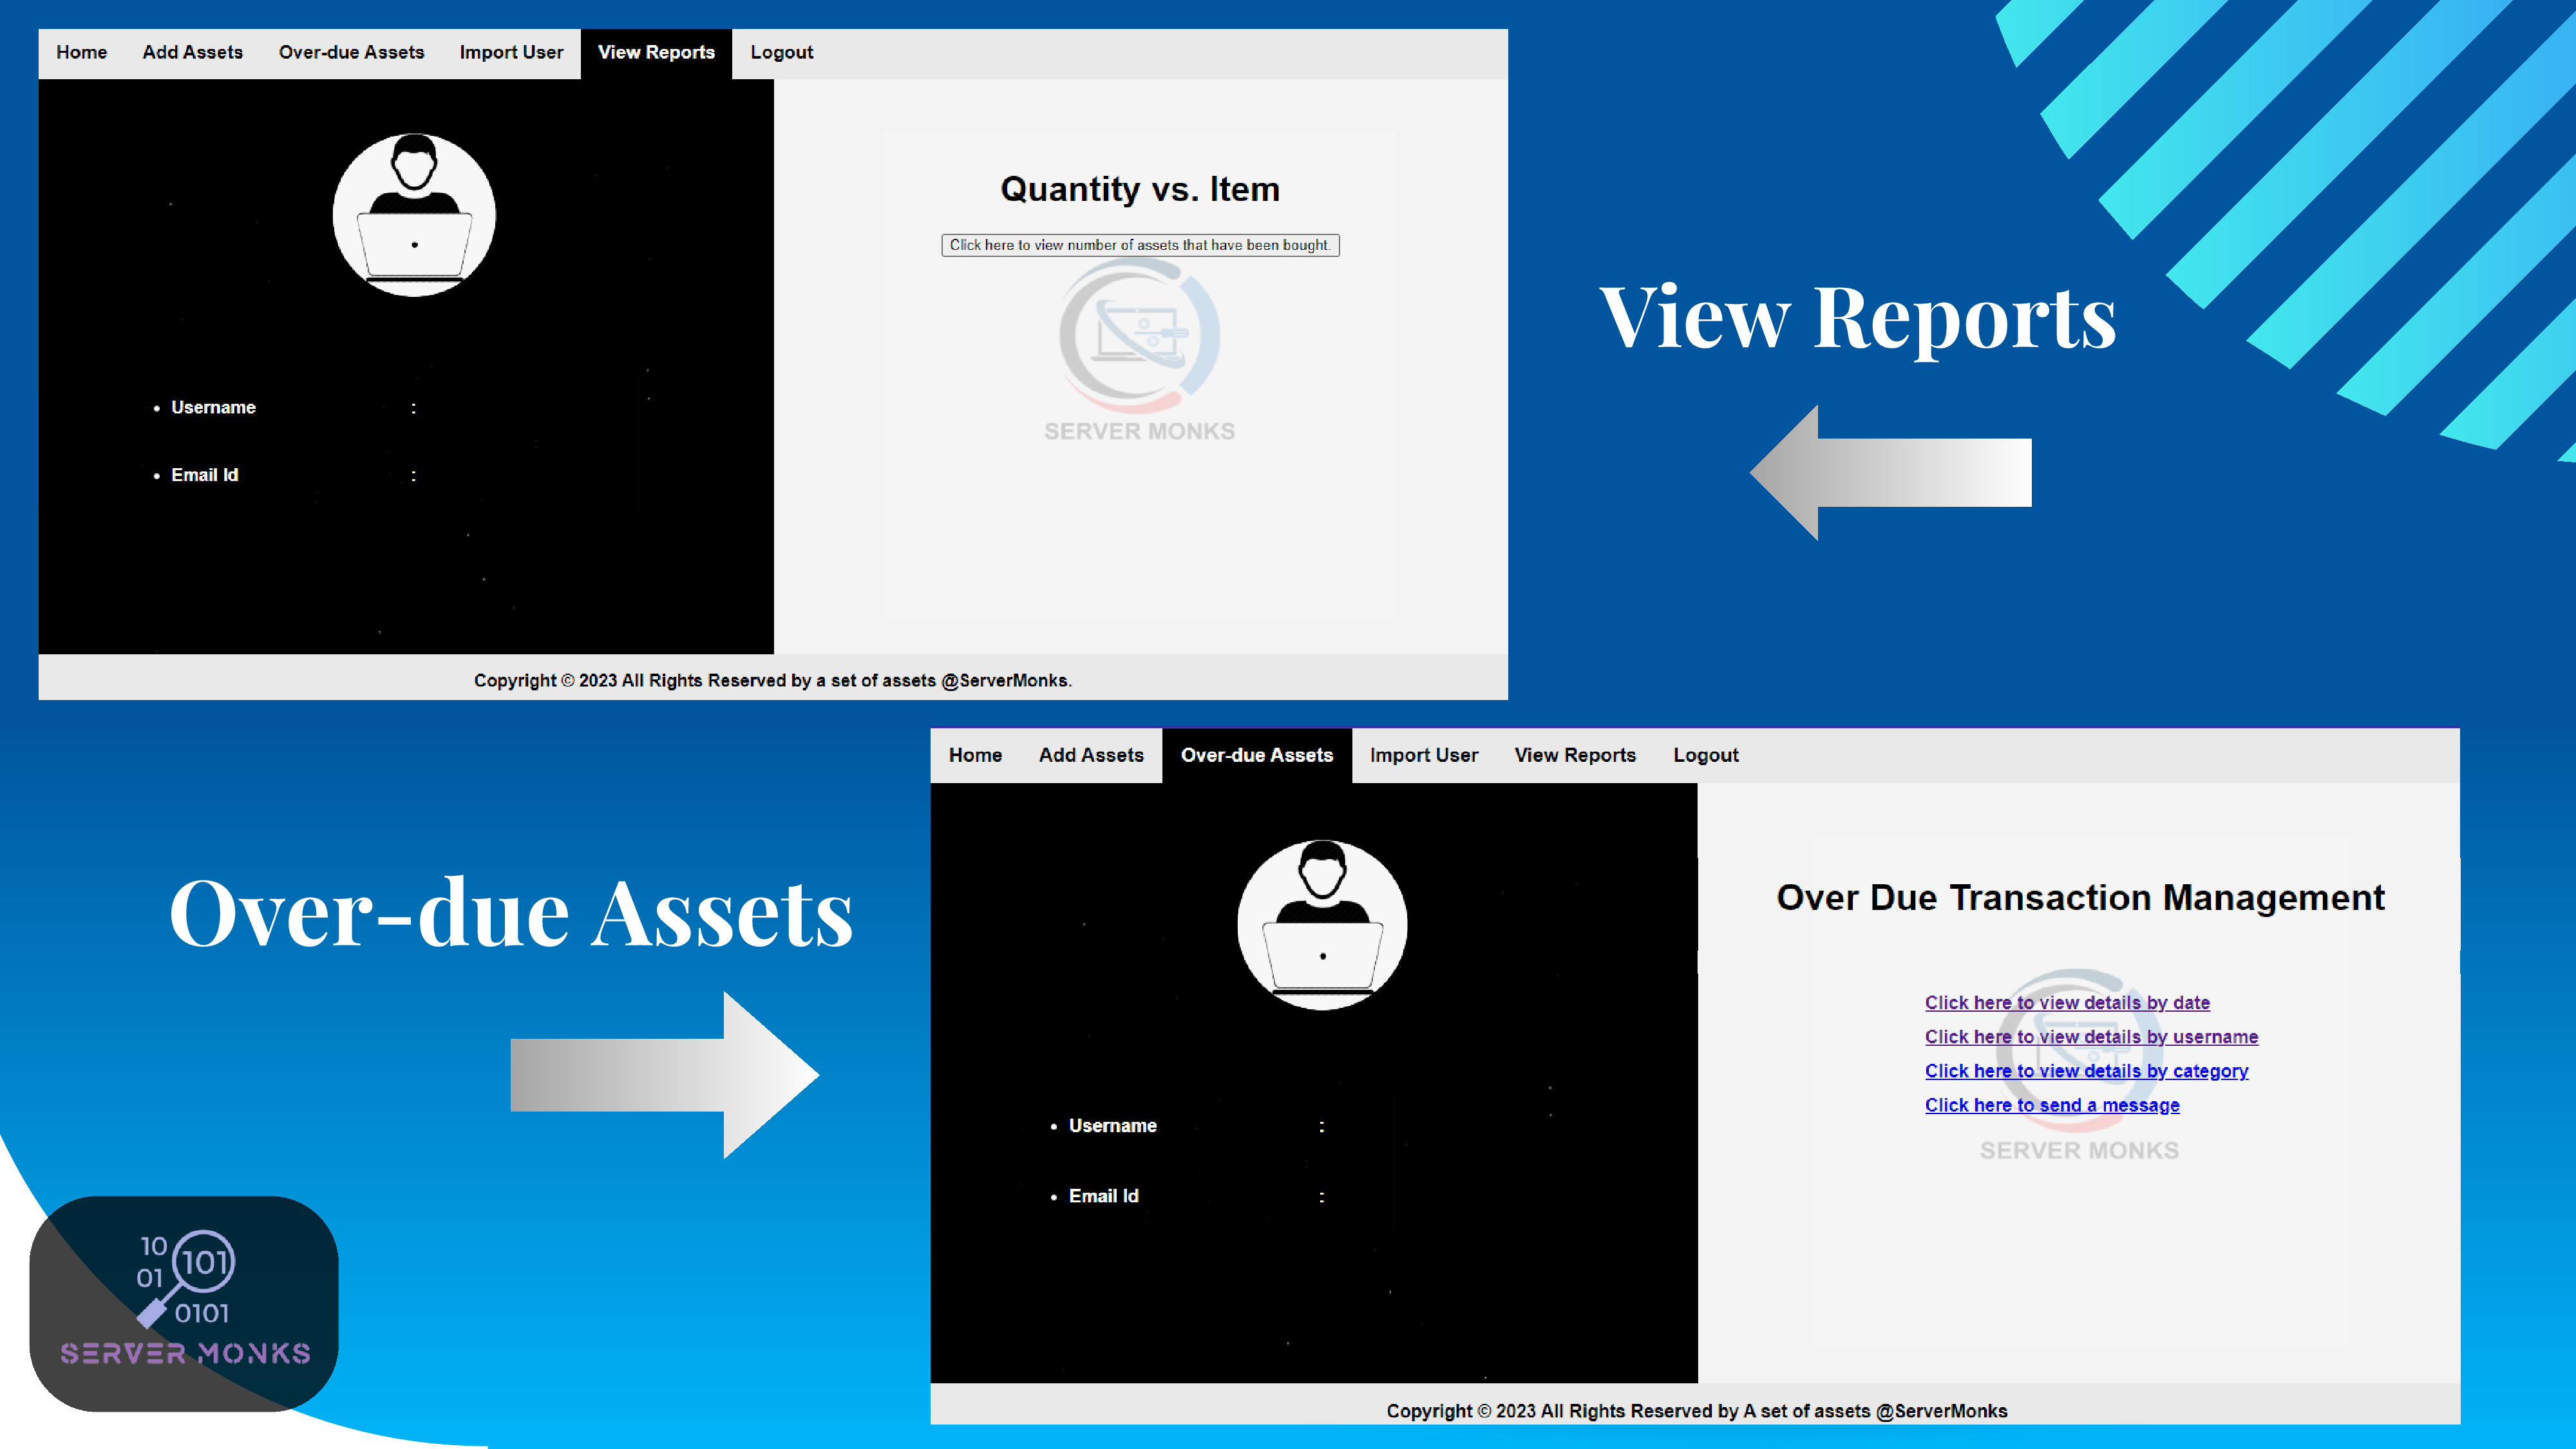 Home Add Assets Over-due Assets Import User View Reports Logout
Quantity vs. Item
Click here to view number of assets that have been bought.
SERVER MONKS
Username :
Email Id :
Copyright © 2023 All Rights Reserved by a set of assets @ServerMonks.
View Reports
Over-due Assets
Home Add Assets Over-due Assets Import User View Reports Logout
Over Due Transaction Management
Click here to view details by date
Click here to view details by username
Click here to view details by category
Click here to send a message
SERVER MONKS
Username :
Email Id :
Copyright © 2023 All Rights Reserved by A set of assets @ServerMonks
10 101
01
0101
SERVER MONKS